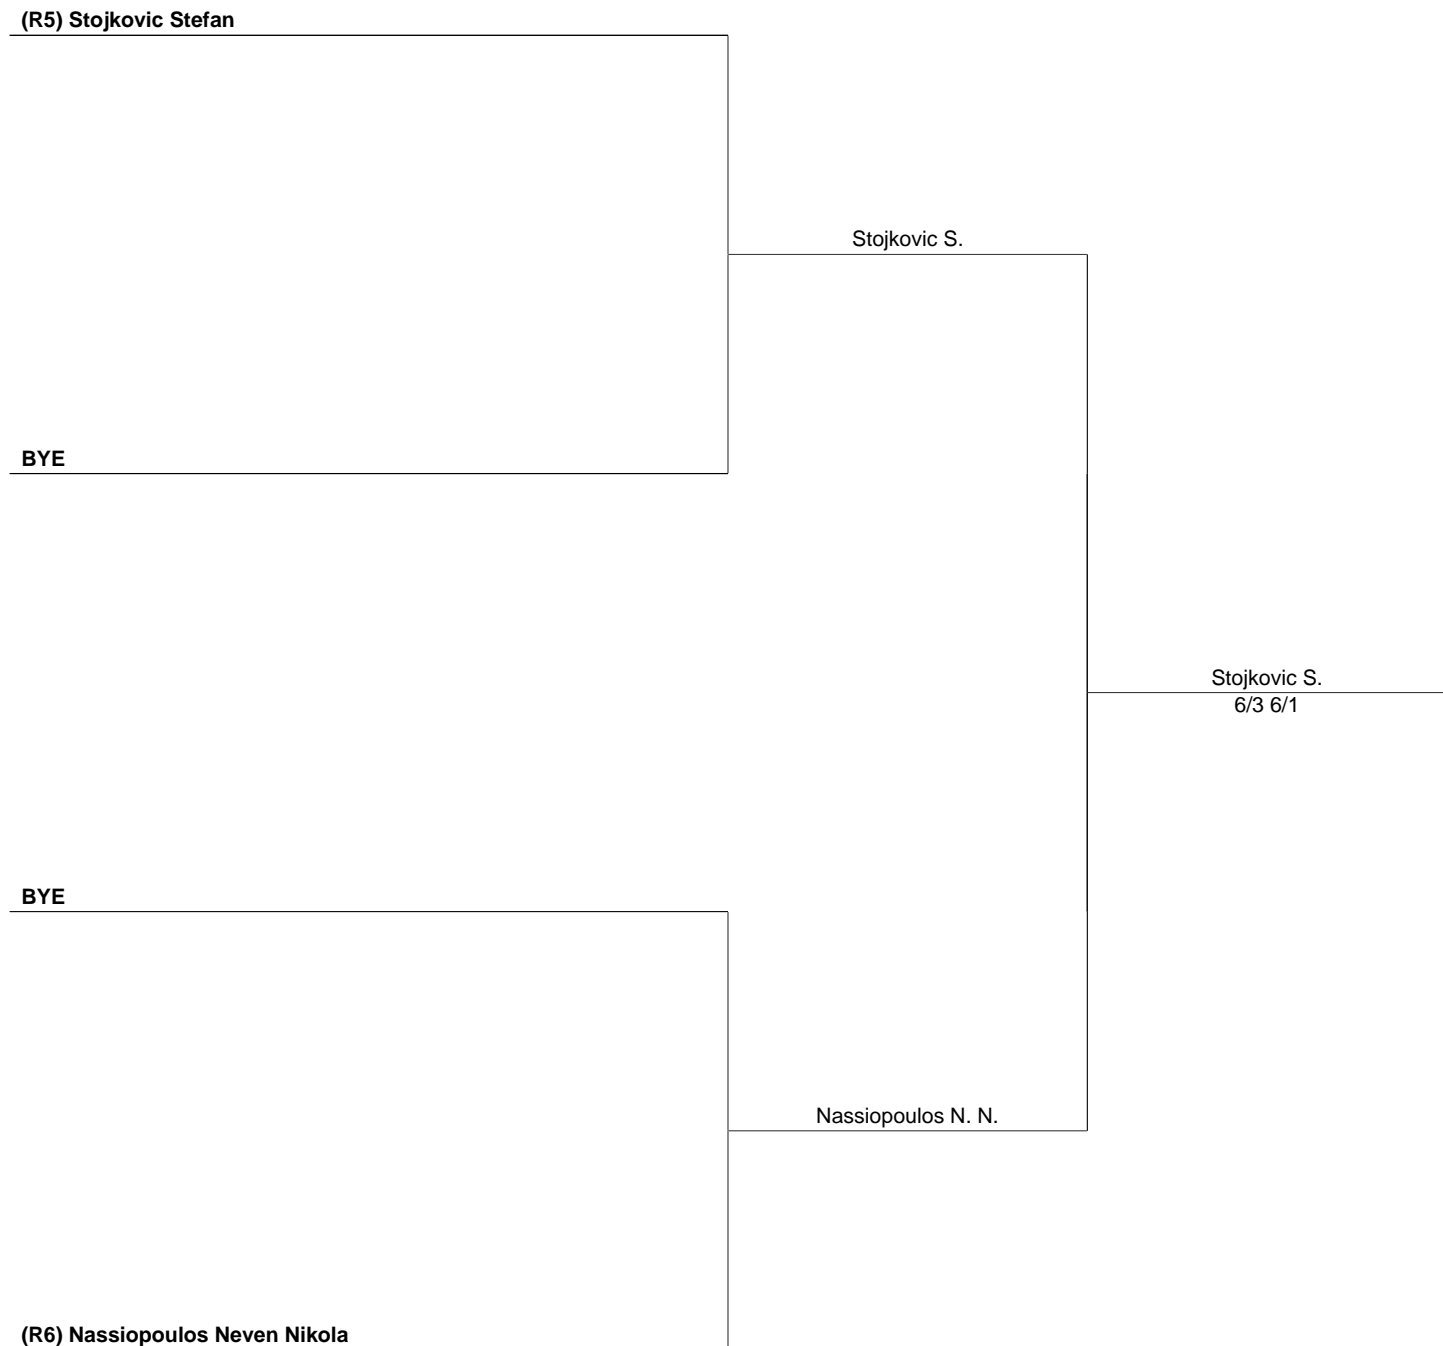 (R5) Stojkovic Stefan
Stojkovic S.
BYE
Stojkovic S.
6/3 6/1
BYE
Nassiopoulos N. N.
(R6) Nassiopoulos Neven Nikola